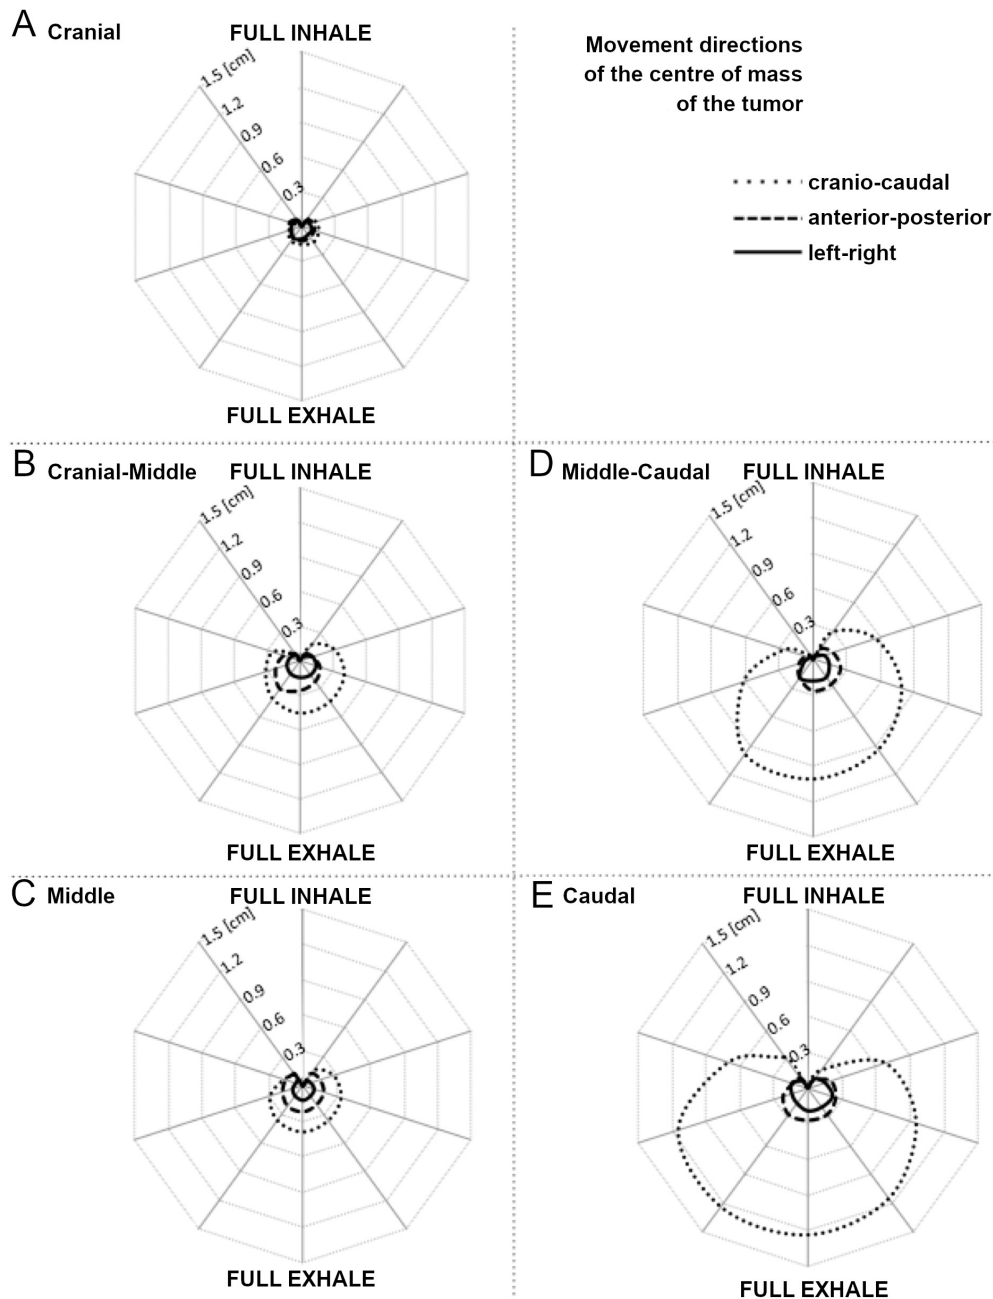 A Cranial FULL INHALE
1.5 [cm]
1.2
0.9
0.6
0.3
FULL EXHALE
Movement directions
of the centre of mass
of the tumor
cranio-caudal
anterior-posterior
left-right
B Cranial-Middle FULL INHALE
1.5 [cm]
1.2
0.9
0.6
0.3
FULL EXHALE
D Middle-Caudal FULL INHALE
1.5 [cm]
1.2
0.9
0.6
0.3
FULL EXHALE
C Middle FULL INHALE
1.5 [cm]
1.2
0.9
0.6
0.3
FULL EXHALE
E Caudal FULL INHALE
1.5 [cm]
1.2
0.9
0.6
0.3
FULL EXHALE